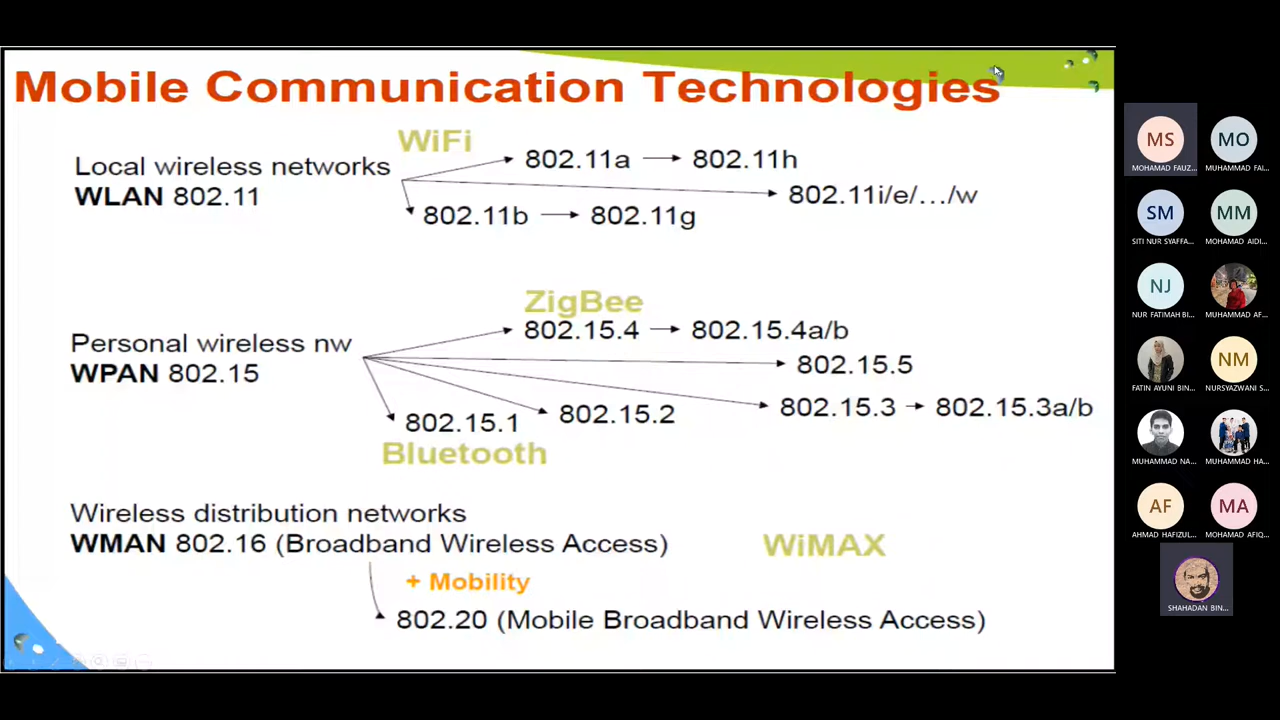 Mobile Communication Technologies
WiFi
Local wireless networks
WLAN 802.11
802.11a
802.11h
802.11i/e/…/w
802.11b
802.11g
ZigBee
Personal wireless nw
WPAN 802.15
802.15.4
802.15.4a/b
802.15.5
802.15.3
802.15.3a/b
802.15.2
802.15.1
Bluetooth
Wireless distribution networks
WMAN 802.16 (Broadband Wireless Access)
WiMAX
+ Mobility
802.20 (Mobile Broadband Wireless Access)
MS
MO
MOHAMAD FAUZ...
MUHAMMAD FAI...
SM
MM
SITI NUR SYAFFA...
MOHAMAD AIDI...
NJ
NUR FATIMAH BI...
MUHAMMAD AF...
NM
FATIN AYUNI BIN...
NURSYAZWANI S...
MUHAMMAD NA...
MUHAMMAD HA...
AF
MA
AHMAD HAFIZUL...
MOHAMAD AFIQ...
SHAHADAN BIN...